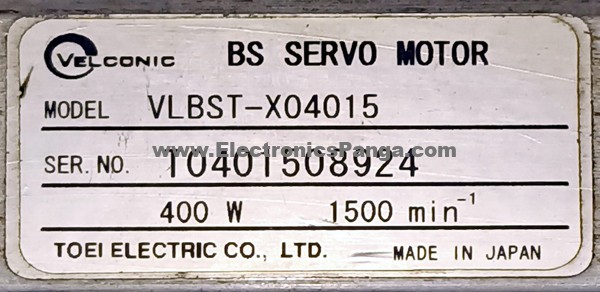 VELCONIC BS SERVO MOTOR
MODEL VLBST-X04015
www.ElectronicsPanga.com
SER. NO. T0401508924
400 W 1500 min⁻¹
TOEI ELECTRIC CO., LTD. MADE IN JAPAN